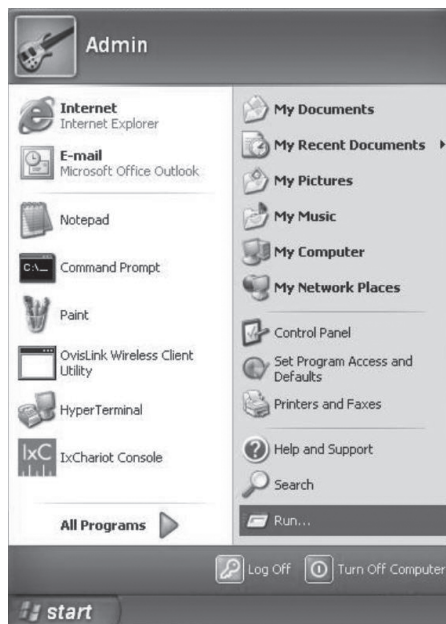 Admin
Internet
Internet Explorer
E-mail
Microsoft Office Outlook
Notepad
C:\_
Command Prompt
Paint
OvisLink Wireless Client
Utility
HyperTerminal
IxC
IxChariot Console
All Programs
My Documents
My Recent Documents
My Pictures
My Music
My Computer
My Network Places
Control Panel
Set Program Access and
Defaults
Printers and Faxes
Help and Support
Search
Run...
Log Off
Turn Off Computer
start